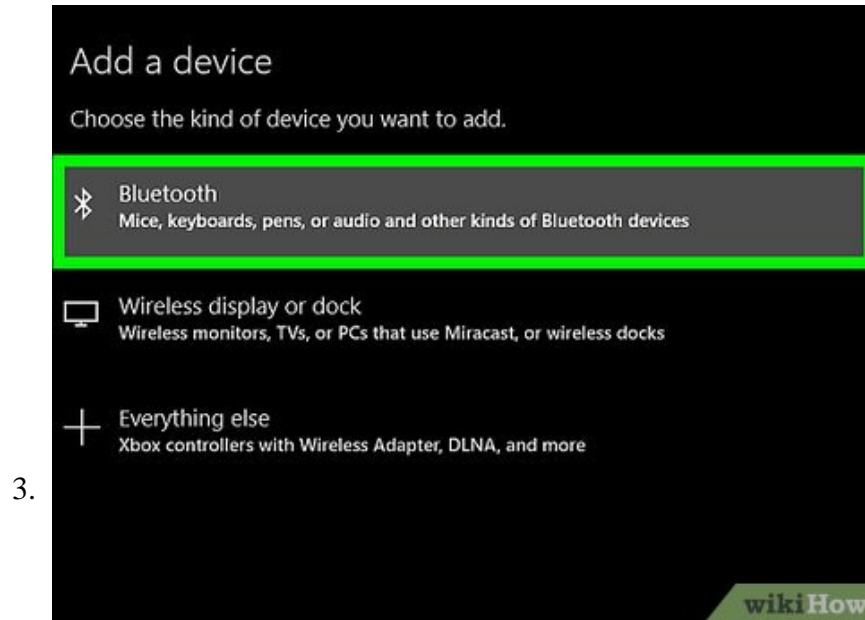 Add a device
Choose the kind of device you want to add.
Bluetooth
Mice, keyboards, pens, or audio and other kinds of Bluetooth devices
Wireless display or dock
Wireless monitors, TVs, or PCs that use Miracast, or wireless docks
Everything else
Xbox controllers with Wireless Adapter, DLNA, and more
3.
wikiHow